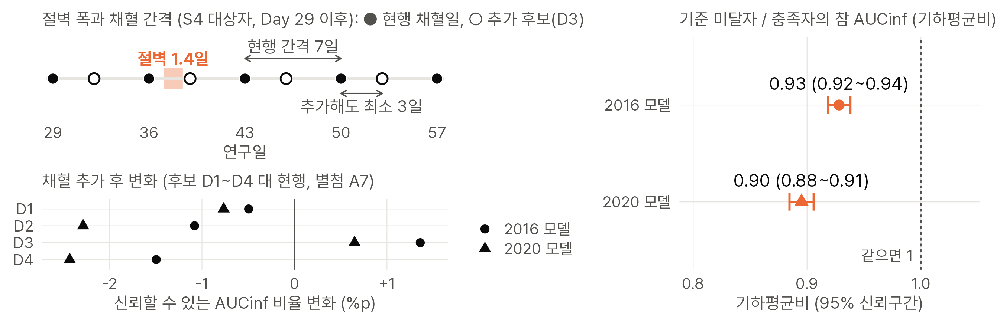 절벽 폭과 채혈 간격 (S4 대상자, Day 29 이후): ● 현행 채혈일, ○ 추가 후보(D3)
현행 간격 7일
절벽 1.4일
추가해도 최소 3일
29 36 43 50 57
연구일
채혈 추가 후 변화 (후보 D1~D4 대 현행, 별첨 A7)
D1
D2
D3
D4
-2 -1 0 +1
신뢰할 수 있는 AUCinf 비율 변화 (%p)
2016 모델
2020 모델
기준 미달자 / 충족자의 참 AUCinf (기하평균비)
0.93 (0.92~0.94)
2016 모델
0.90 (0.88~0.91)
2020 모델
같으면 1
0.8 0.9 1.0
기하평균비 (95% 신뢰구간)